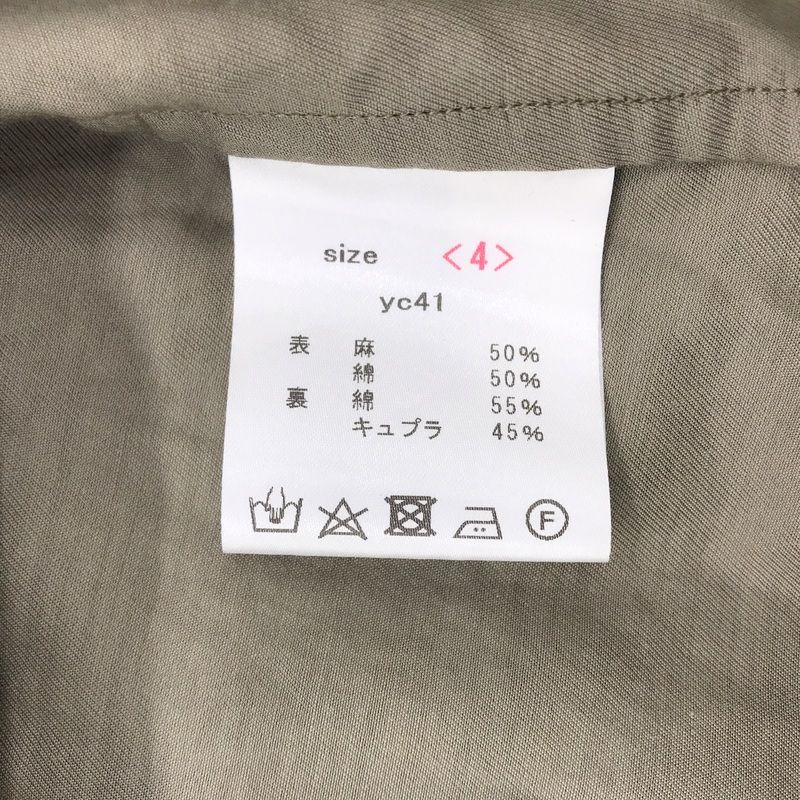 size <4>
yc41
表 麻 50%
綿 50%
裏 綿 55%
キュプラ 45%
F